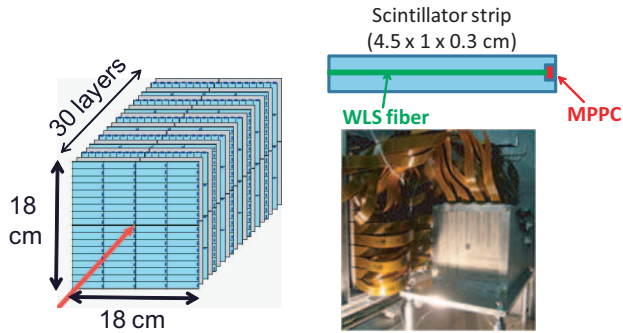 30 layers
18
cm
18 cm
Scintillator strip
(4.5 x 1 x 0.3 cm)
WLS fiber
MPPC